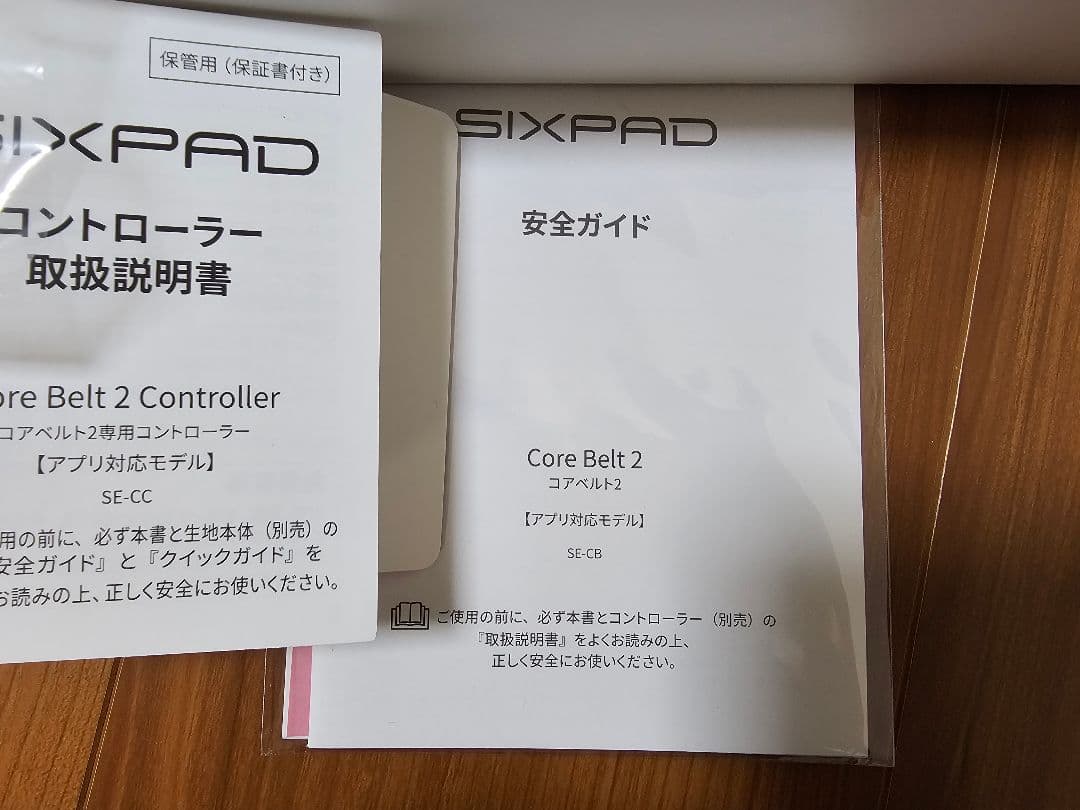 保管用（保証書付き）
SIXPAD
コントローラー
取扱説明書
ore Belt 2 Controller
コアベルト2専用コントローラー
【アプリ対応モデル】
SE-CC
用の前に、必ず本書と生地本体（別売）の
安全ガイド』と『クイックガイド』を
お読みの上、正しく安全にお使いください。
SIXPAD
安全ガイド
Core Belt 2
コアベルト2
【アプリ対応モデル】
SE-CB
ご使用の前に、必ず本書とコントローラー（別売）の
『取扱説明書』をよくお読みの上、
正しく安全にお使いください。